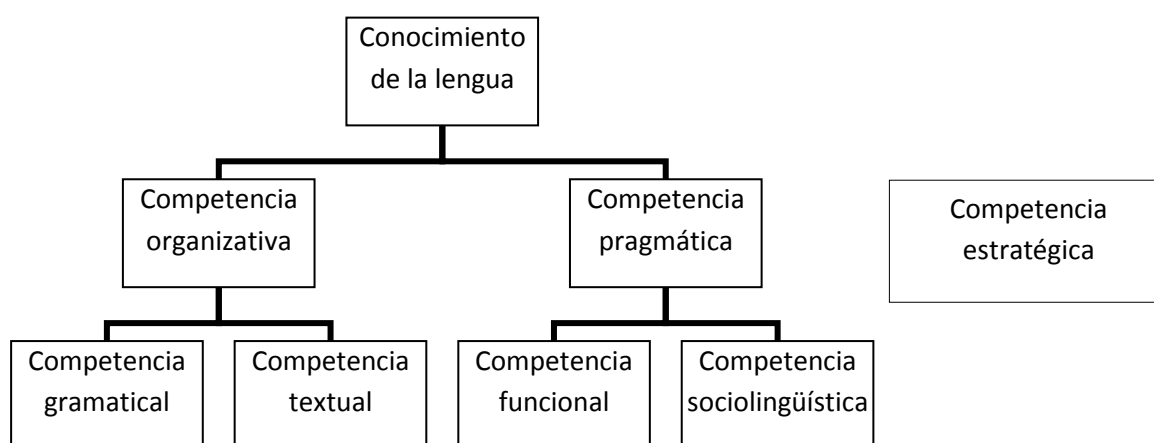 Conocimiento
de la lengua
Competencia
organizativa
Competencia
pragmática
Competencia
estratégica
Competencia
gramatical
Competencia
textual
Competencia
funcional
Competencia
sociolingüística